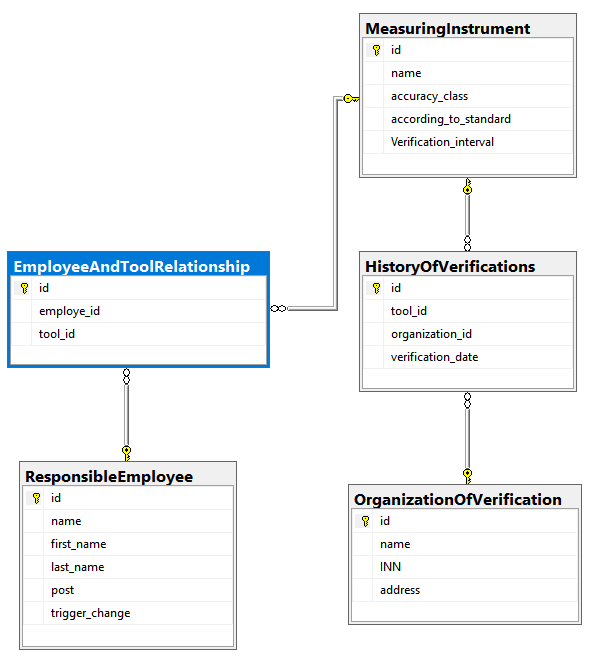 MeasuringInstrument
id
name
accuracy_class
according_to_standard
Verification_interval
EmployeeAndToolRelationship
id
employe_id
tool_id
HistoryOfVerifications
id
tool_id
organization_id
verification_date
ResponsibleEmployee
id
name
first_name
last_name
post
trigger_change
OrganizationOfVerification
id
name
INN
address